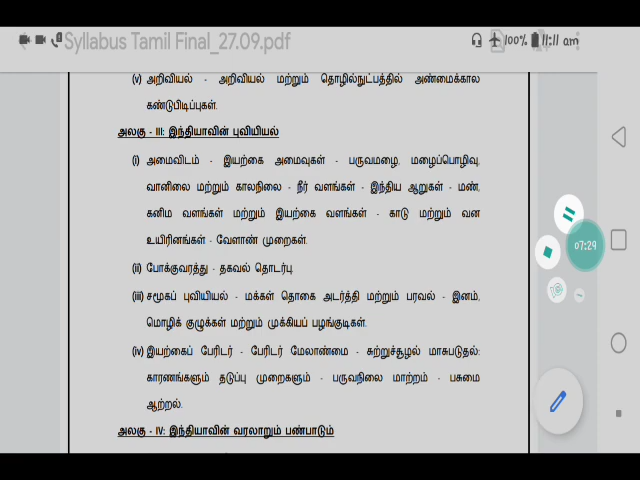 Syllabus Tamil Final_27.09.pdf
100% 11:11 am
(v) அறிவியல் - அறிவியல் மற்றும் தொழில்நுட்பத்தில் அண்மைக்கால
கண்டுபிடிப்புகள்.
அலகு - III: இந்தியாவின் புவியியல்
(i) அமைவிடம் - இயற்கை அமைவுகள் - பருவமழை, மழைப்பொழிவு,
வானிலை மற்றும் காலநிலை - நீர் வளங்கள் - இந்திய ஆறுகள் - மண்,
கனிம வளங்கள் மற்றும் இயற்கை வளங்கள் - காடு மற்றும் வன
உயிரினங்கள் - வேளாண் முறைகள்.
07:29
(ii) போக்குவரத்து - தகவல் தொடர்பு.
(iii) சமூகப் புவியியல் - மக்கள் தொகை அடர்த்தி மற்றும் பரவல் - இனம்,
மொழிக் குழுக்கள் மற்றும் முக்கியப் பழங்குடிகள்.
(iv) இயற்கைப் பேரிடர் - பேரிடர் மேலாண்மை - சுற்றுச்சூழல் மாசுபடுதல்:
காரணங்களும் தடுப்பு முறைகளும் - பருவநிலை மாற்றம் - பசுமை
ஆற்றல்.
அலகு - IV: இந்தியாவின் வரலாறும் பண்பாடும்